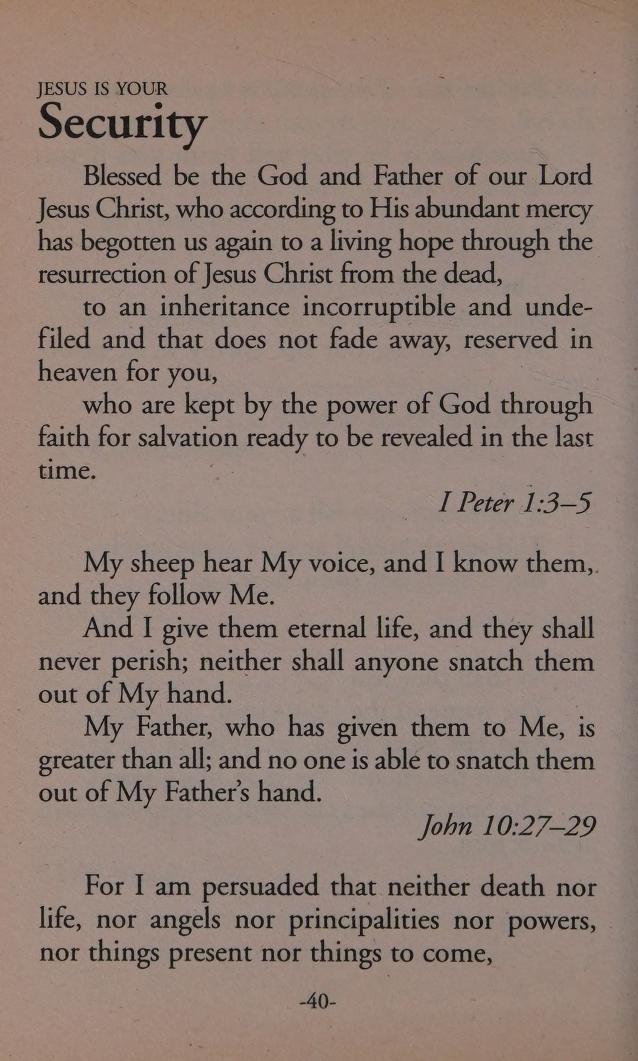 JESUS IS YOUR
Security
Blessed be the God and Father of our Lord
Jesus Christ, who according to His abundant mercy
has begotten us again to a living hope through the
resurrection of Jesus Christ from the dead,
to an inheritance incorruptible and unde-
filed and that does not fade away, reserved in
heaven for you,
who are kept by the power of God through
faith for salvation ready to be revealed in the last
time.
I Peter 1:3–5
My sheep hear My voice, and I know them,
and they follow Me.
And I give them eternal life, and they shall
never perish; neither shall anyone snatch them
out of My hand.
My Father, who has given them to Me, is
greater than all; and no one is able to snatch them
out of My Father's hand.
John 10:27–29
For I am persuaded that neither death nor
life, nor angels nor principalities nor powers,
nor things present nor things to come,
-40-